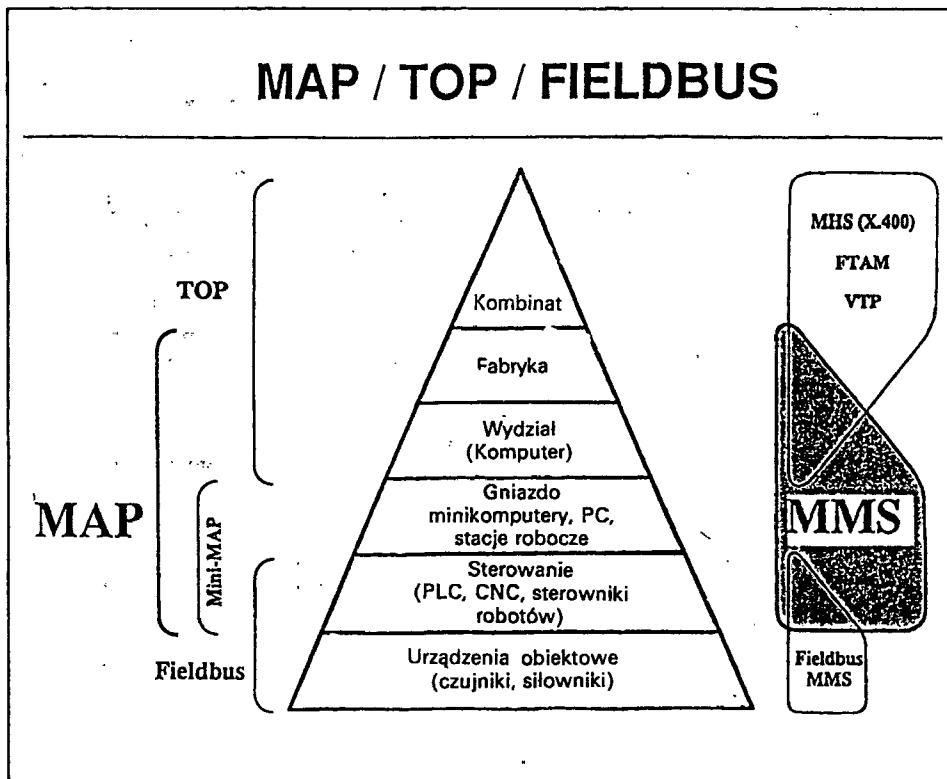 MAP / TOP / FIELDBUS
TOP
MAP
Mini-MAP
Fieldbus
Kombinat
Fabryka
Wydział
(Komputer)
Gniazdo
minikomputery, PC,
stacje robocze
Sterowanie
(PLC, CNC, sterowniki
robotów)
Urządzenia obiektowe
(czujniki, siłowniki)
MHS (X.400)
FTAM
VTP
MMS
Fieldbus
MMS